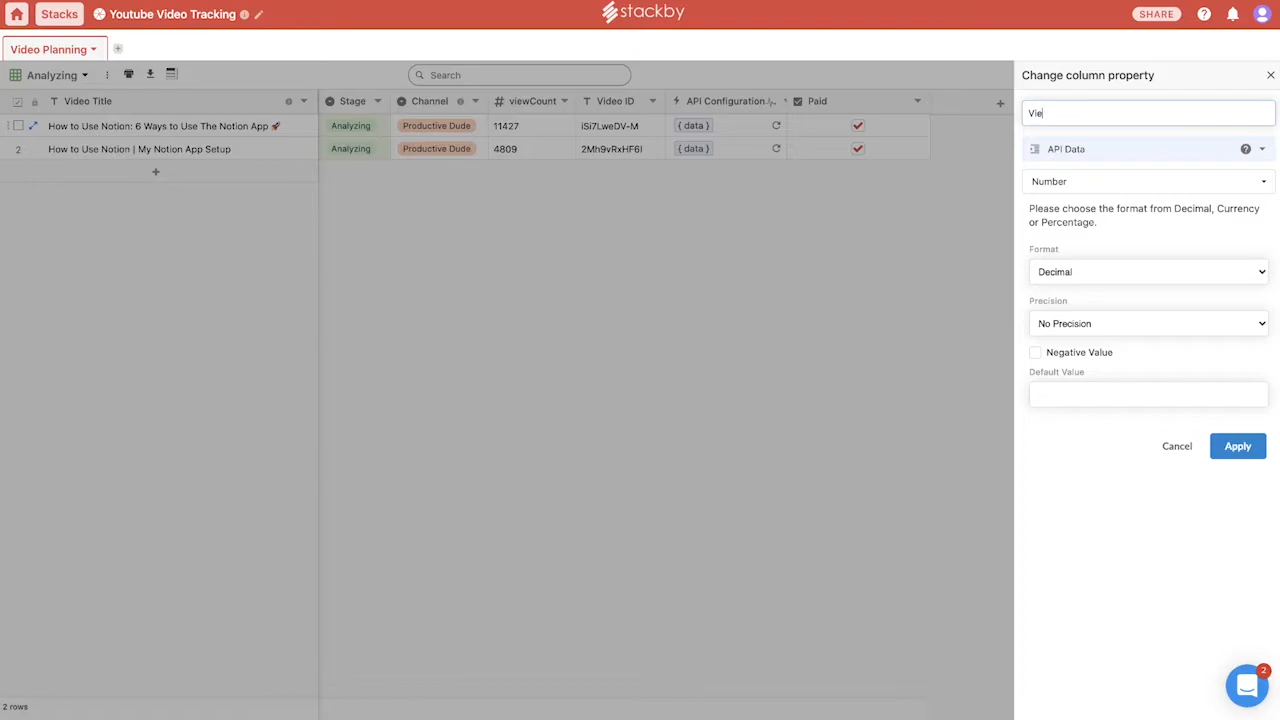 Stacks
Youtube Video Tracking
stackby
SHARE
Video Planning
Analyzing
Search
Video Title
Stage
Channel
viewCount
Video ID
API Configuration
Paid
How to Use Notion: 6 Ways to Use The Notion App 🚀
Analyzing
Productive Dude
11427
iSi7LweDV-M
{ data }
2
How to Use Notion | My Notion App Setup
Analyzing
Productive Dude
4809
2Mh9vRxHF6I
{ data }
2 rows
Change column property
Vie
API Data
Number
Please choose the format from Decimal, Currency
or Percentage.
Format
Decimal
Precision
No Precision
Negative Value
Default Value
Cancel
Apply
2